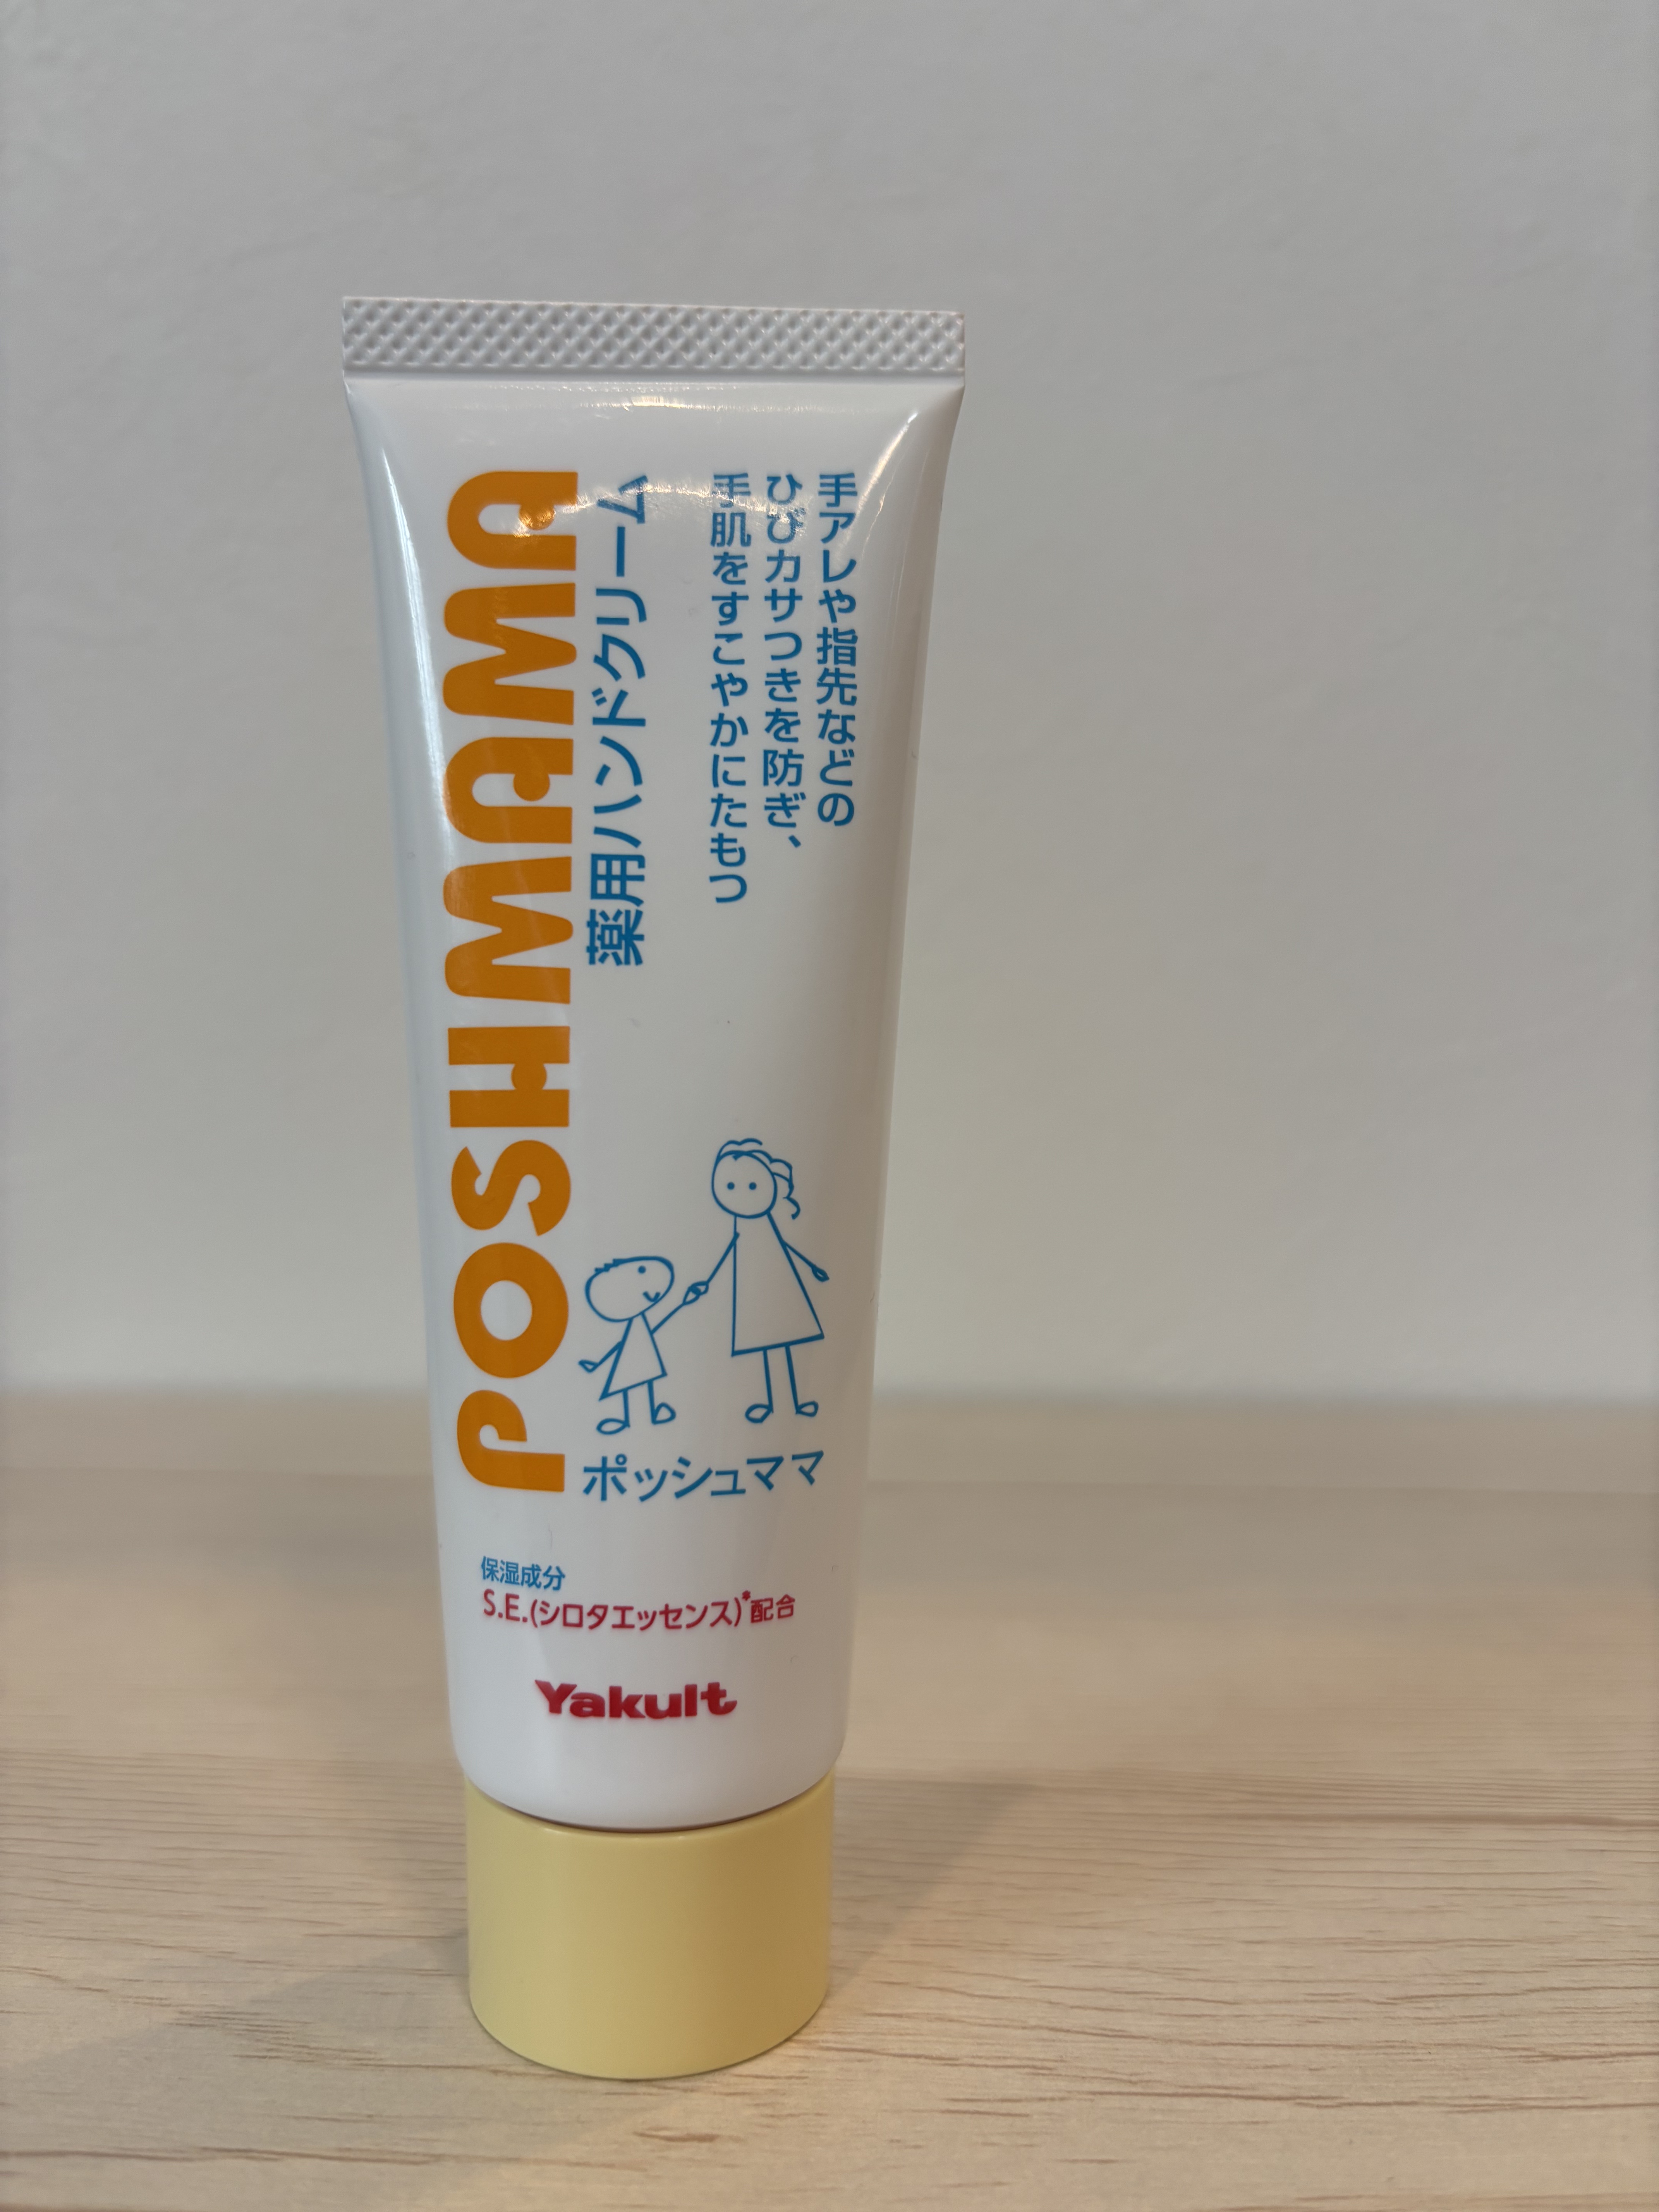 POSHMAMA
薬用ハンドクリーム
手アレや指先などの
ひびカサつきを防ぎ、
手肌をすこやかにたもつ
ポッシュママ
保湿成分
S.E.(シロタエッセンス)*配合
Yakult